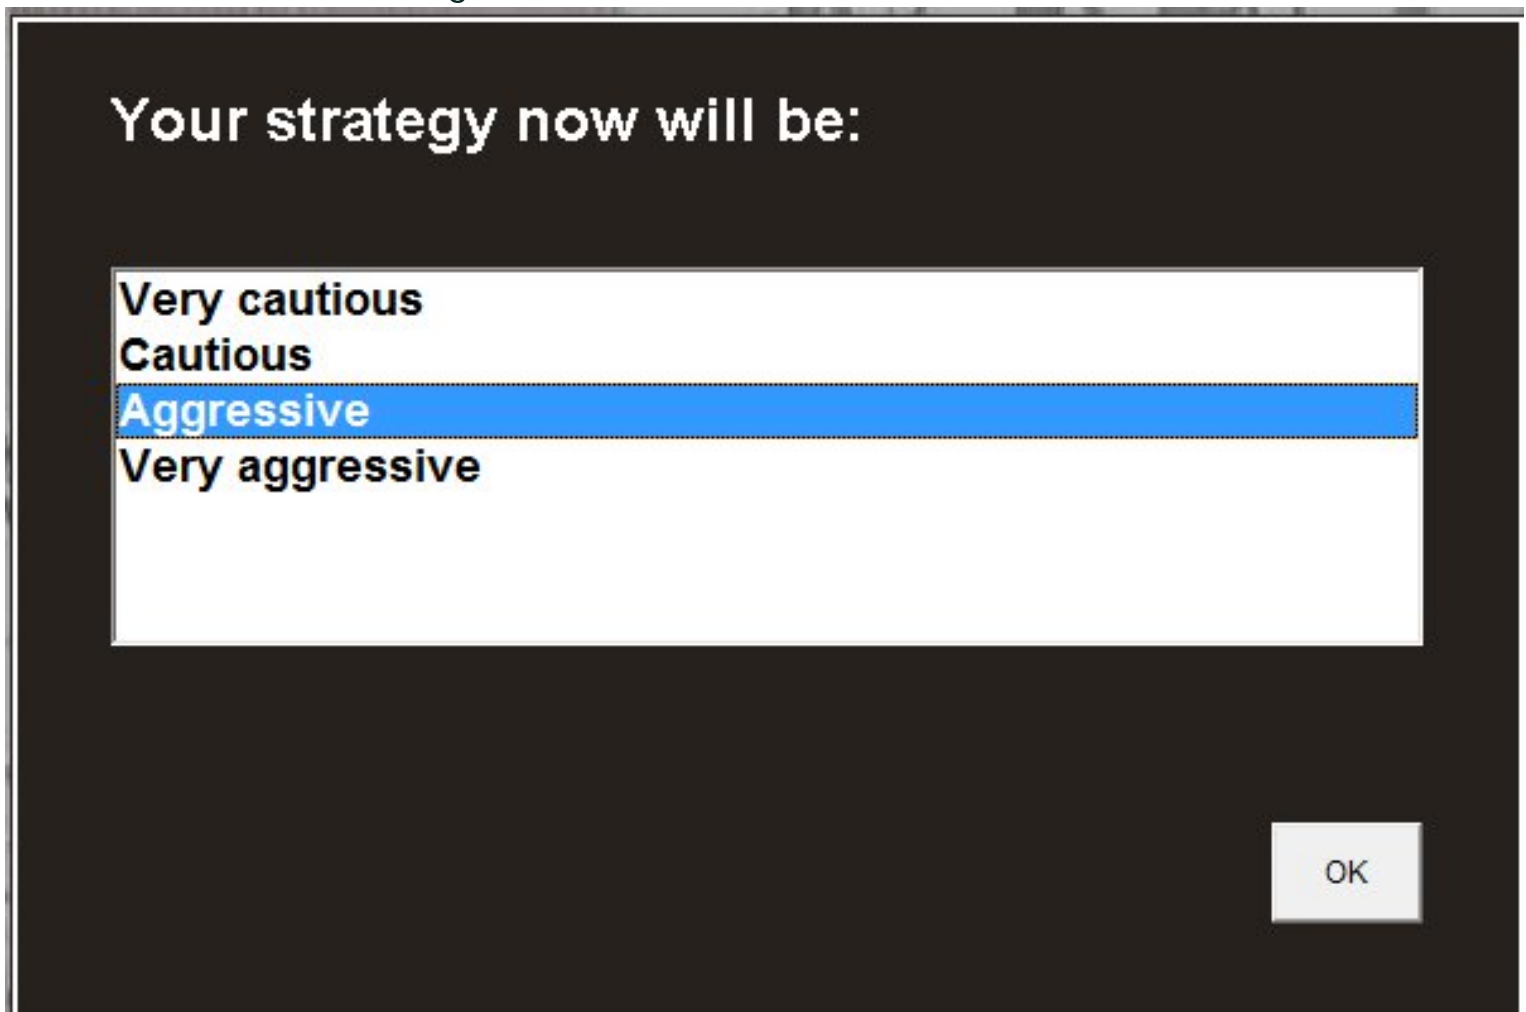 Your strategy now will be:
Very cautious
Cautious
Aggressive
Very aggressive
OK